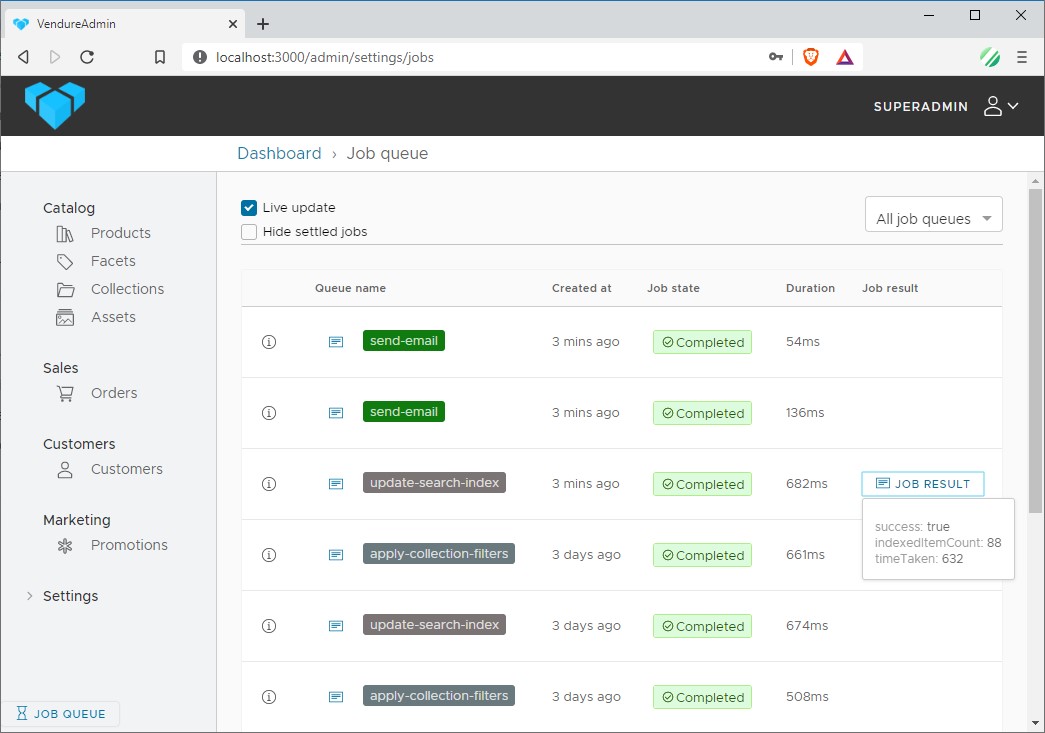 VendureAdmin
localhost:3000/admin/settings/jobs
SUPERADMIN
Dashboard › Job queue
Catalog
Products
Facets
Collections
Assets
Sales
Orders
Customers
Customers
Marketing
Promotions
Settings
JOB QUEUE
Live update
Hide settled jobs
All job queues
Queue name Created at Job state Duration Job result
send-email 3 mins ago Completed 54ms
send-email 3 mins ago Completed 136ms
update-search-index 3 mins ago Completed 682ms JOB RESULT
success: true
indexedItemCount: 88
timeTaken: 632
apply-collection-filters 3 days ago Completed 661ms
update-search-index 3 days ago Completed 674ms
apply-collection-filters 3 days ago Completed 508ms